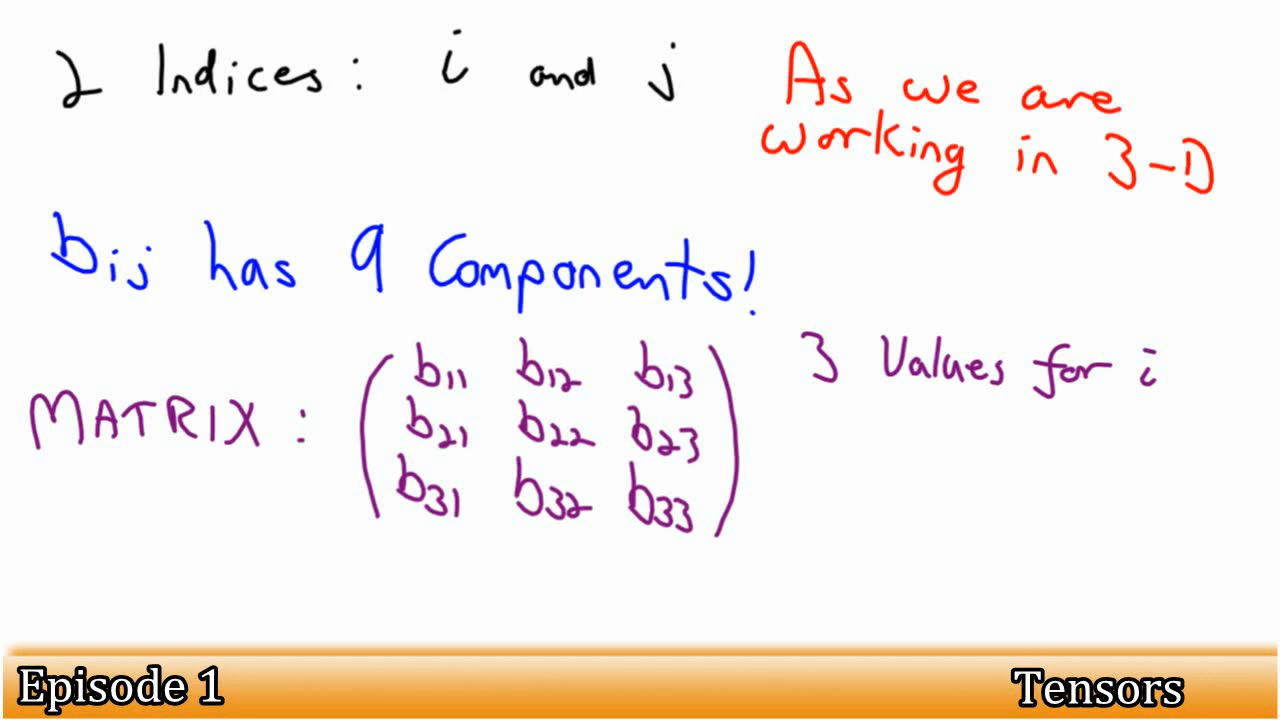 2 Indices: i and j
As we are
working in 3-D
bij has 9 Components!
MATRIX: (b11 b12 b13
b21 b22 b23
b31 b32 b33)
3 Values for i
Episode 1
Tensors